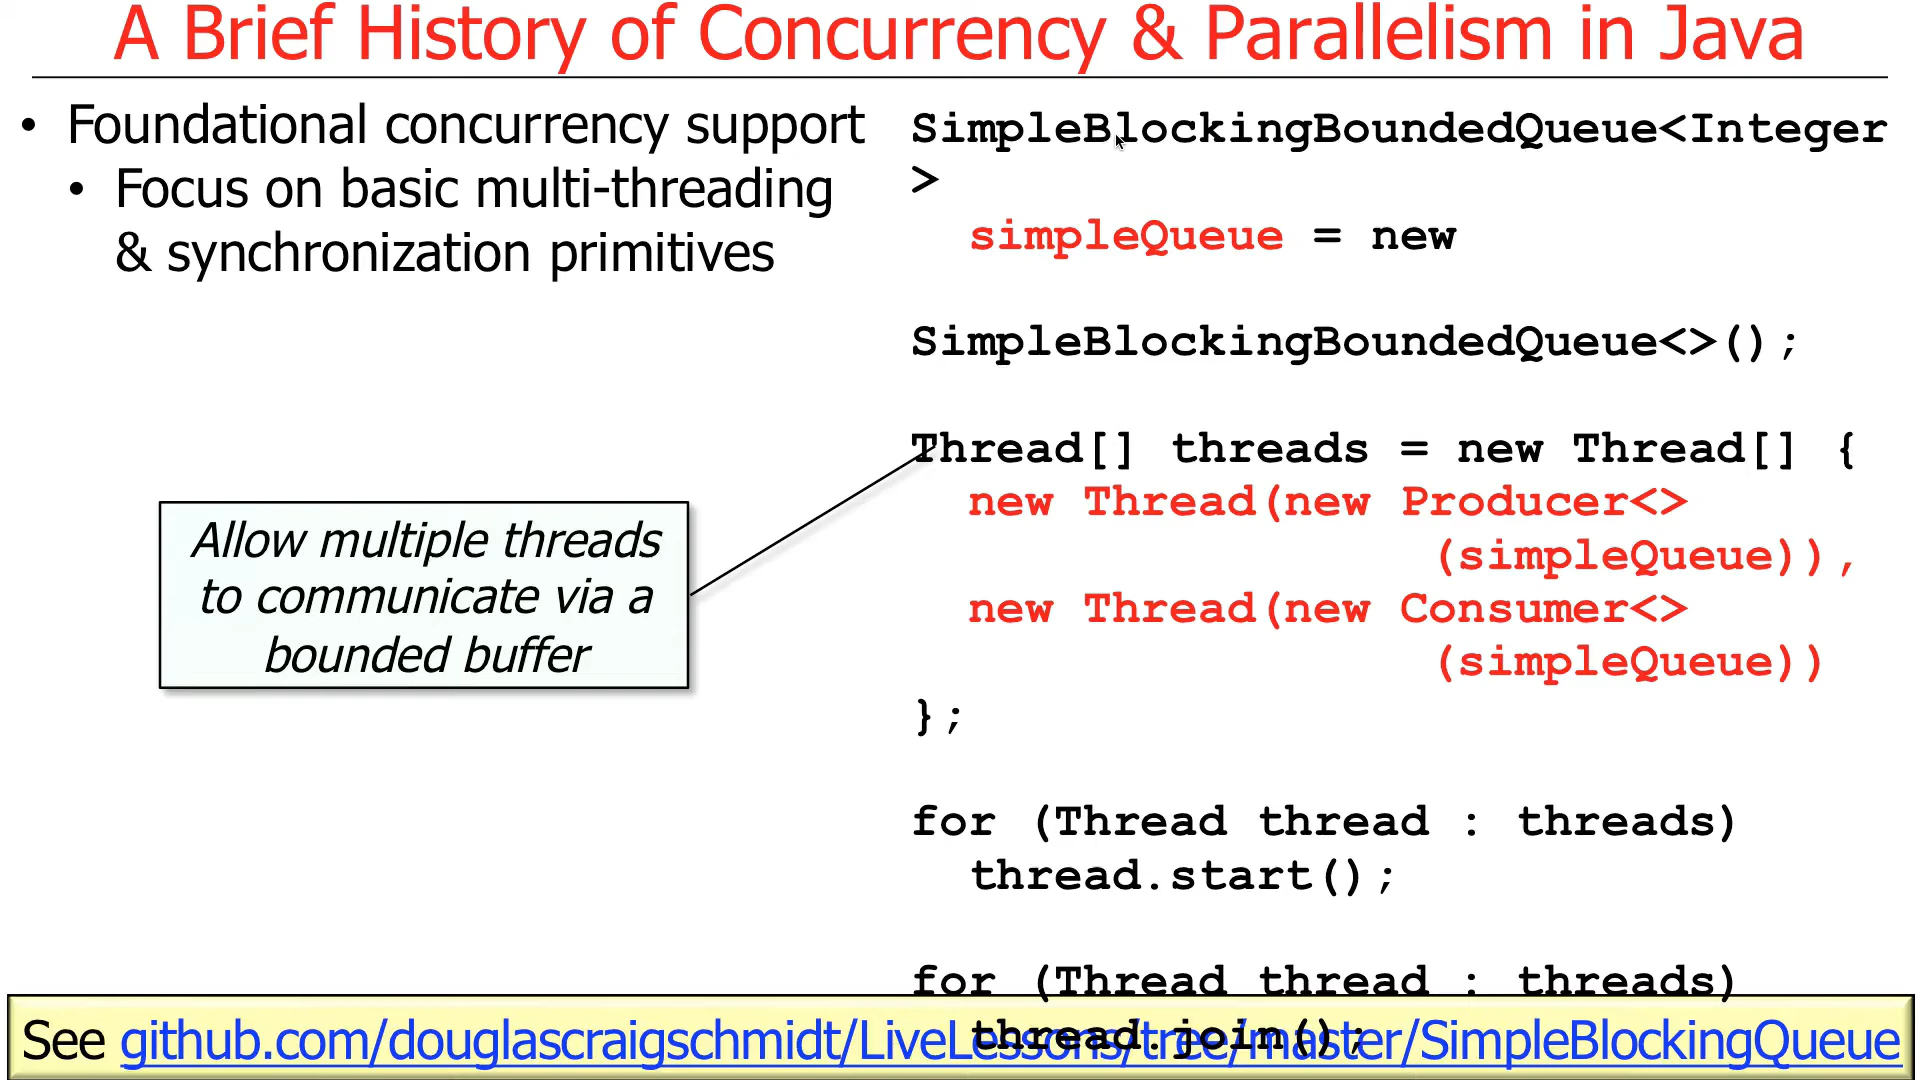 A Brief History of Concurrency & Parallelism in Java
• Foundational concurrency support
• Focus on basic multi-threading
& synchronization primitives
Allow multiple threads
to communicate via a
bounded buffer
SimpleBlockingBoundedQueue<Integer
>
simpleQueue = new
SimpleBlockingBoundedQueue<>();
Thread[] threads = new Thread[] {
new Thread(new Producer<>
(simpleQueue)),
new Thread(new Consumer<>
(simpleQueue))
};
for (Thread thread : threads)
thread.start();
for (Thread thread : threads)
thread.join();
See github.com/douglascraigschmidt/LiveLessons/tree/master/SimpleBlockingQueue